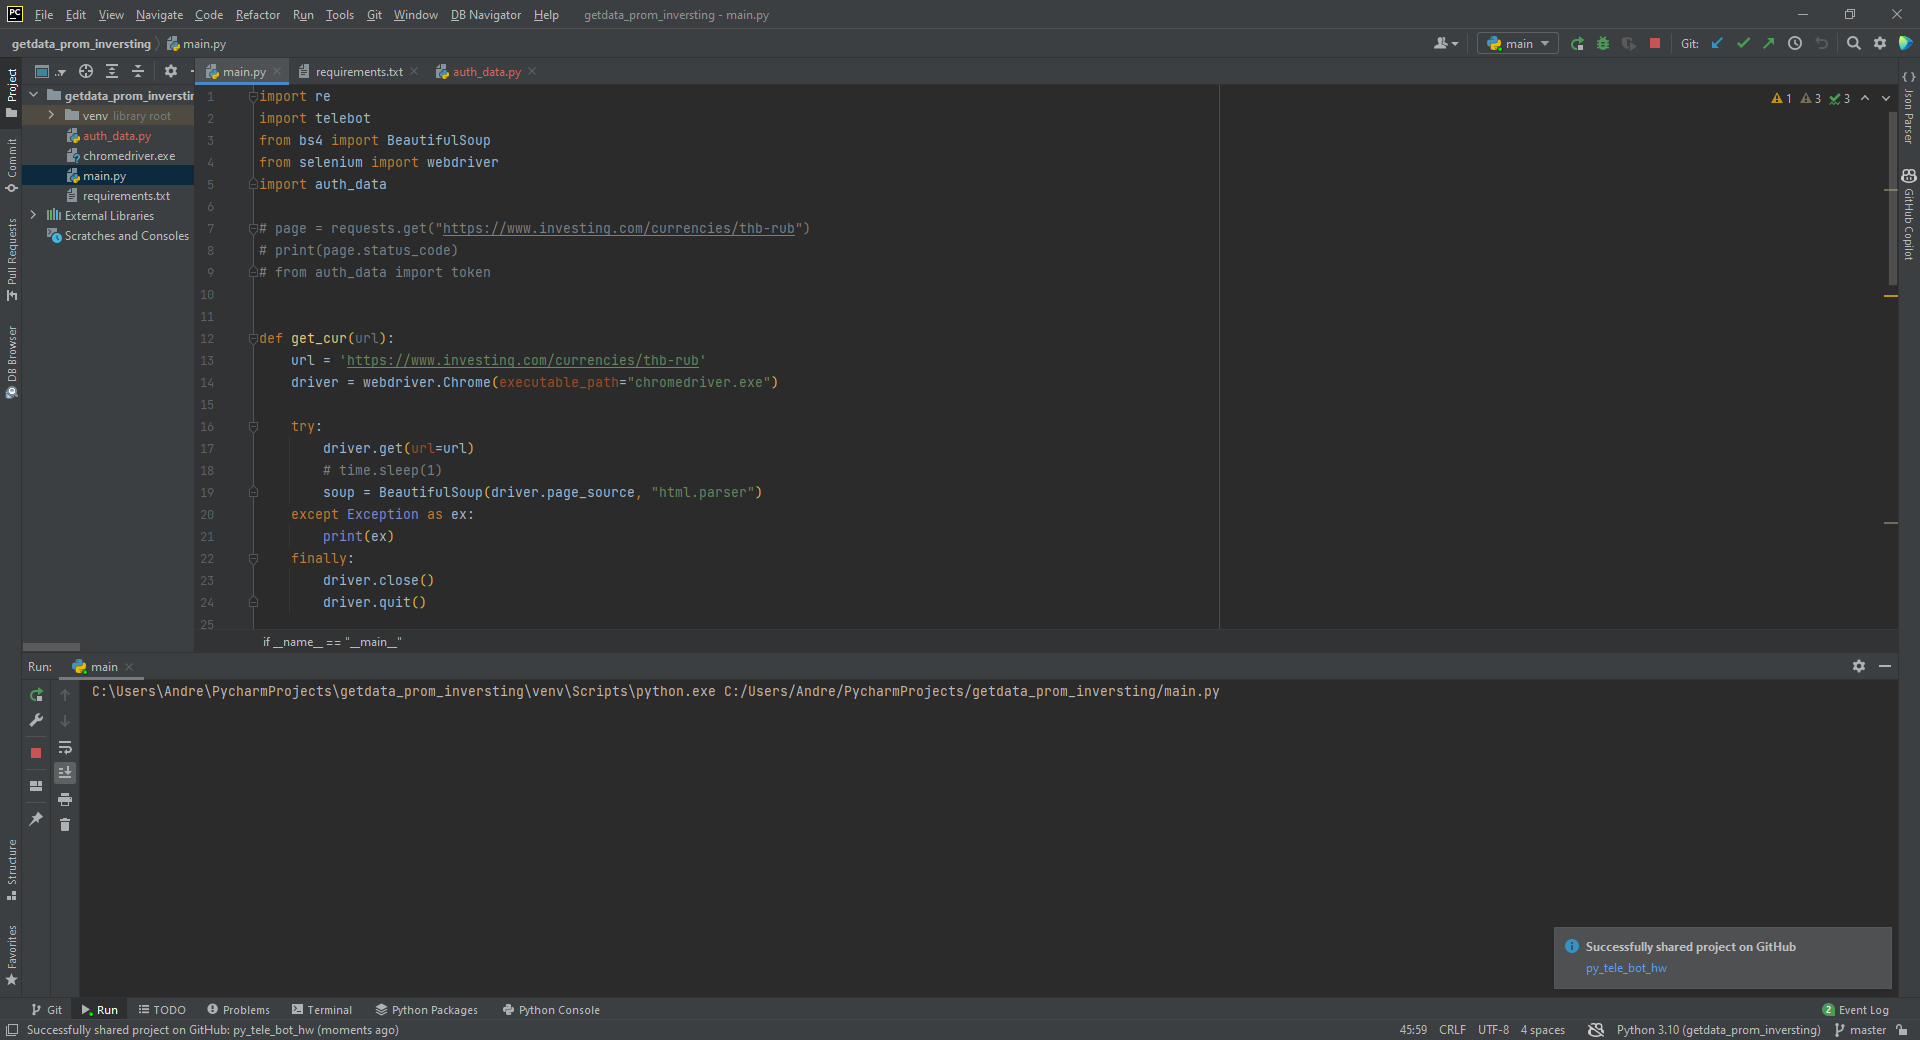 PC File Edit View Navigate Code Refactor Run Tools Git Window DB Navigator Help getdata_prom_inversting - main.py
getdata_prom_inversting main.py main Git:
Project
Commit
Pull Requests
DB Browser
Structure
Favorites
getdata_prom_inverstin
venv library root
auth_data.py
chromedriver.exe
main.py
requirements.txt
External Libraries
Scratches and Consoles
main.py requirements.txt auth_data.py
1 3 3
1 import re
2 import telebot
3 from bs4 import BeautifulSoup
4 from selenium import webdriver
5 import auth_data
6
7 # page = requests.get("https://www.investing.com/currencies/thb-rub")
8 # print(page.status_code)
9 # from auth_data import token
10
11
12 def get_cur(url):
13 url = 'https://www.investing.com/currencies/thb-rub'
14 driver = webdriver.Chrome(executable_path="chromedriver.exe")
15
16 try:
17 driver.get(url=url)
18 # time.sleep(1)
19 soup = BeautifulSoup(driver.page_source, "html.parser")
20 except Exception as ex:
21 print(ex)
22 finally:
23 driver.close()
24 driver.quit()
25
if __name__ == "__main__"
Json Parser
GitHub Copilot
Run: main
C:\Users\Andre\PycharmProjects\getdata_prom_inversting\venv\Scripts\python.exe C:/Users/Andre/PycharmProjects/getdata_prom_inversting/main.py
Successfully shared project on GitHub
py_tele_bot_hw
Git Run TODO Problems Terminal Python Packages Python Console 2 Event Log
Successfully shared project on GitHub: py_tele_bot_hw (moments ago) 45:59 CRLF UTF-8 4 spaces Python 3.10 (getdata_prom_inversting) master